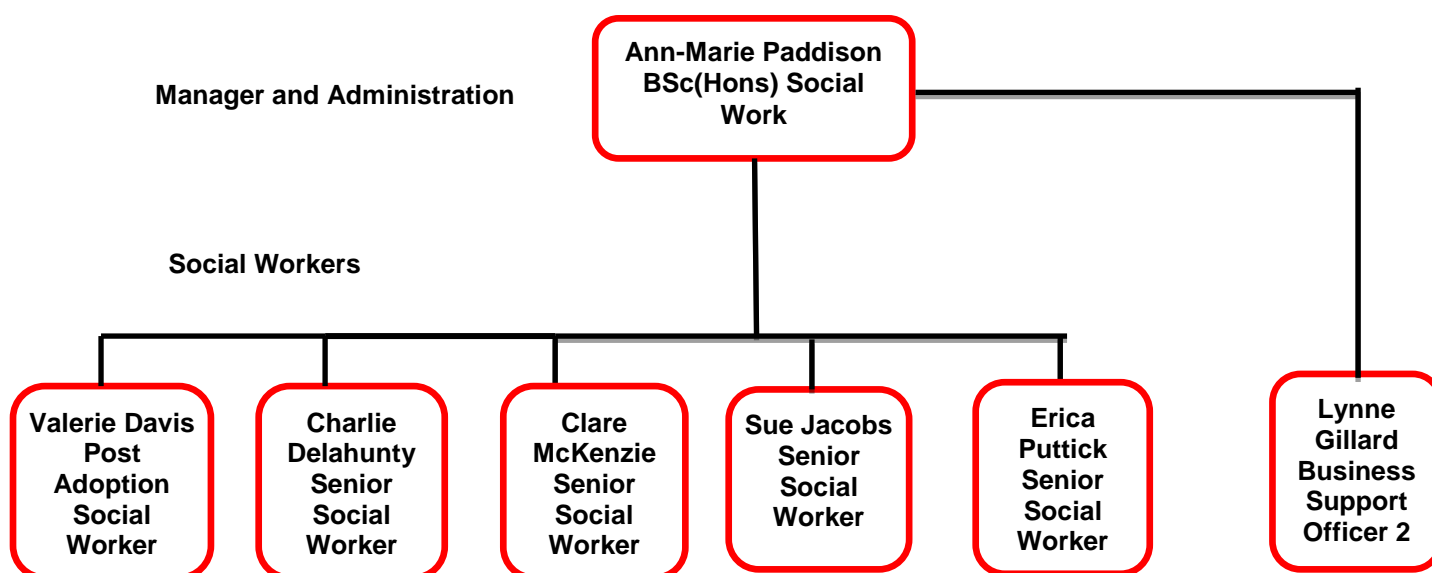 Ann-Marie Paddison
BSc(Hons) Social
Work
Manager and Administration
Social Workers
Valerie Davis
Post
Adoption
Social
Worker
Charlie
Delahunty
Senior
Social
Worker
Clare
McKenzie
Senior
Social
Worker
Sue Jacobs
Senior
Social
Worker
Erica
Puttick
Senior
Social
Worker
Lynne
Gillard
Business
Support
Officer 2